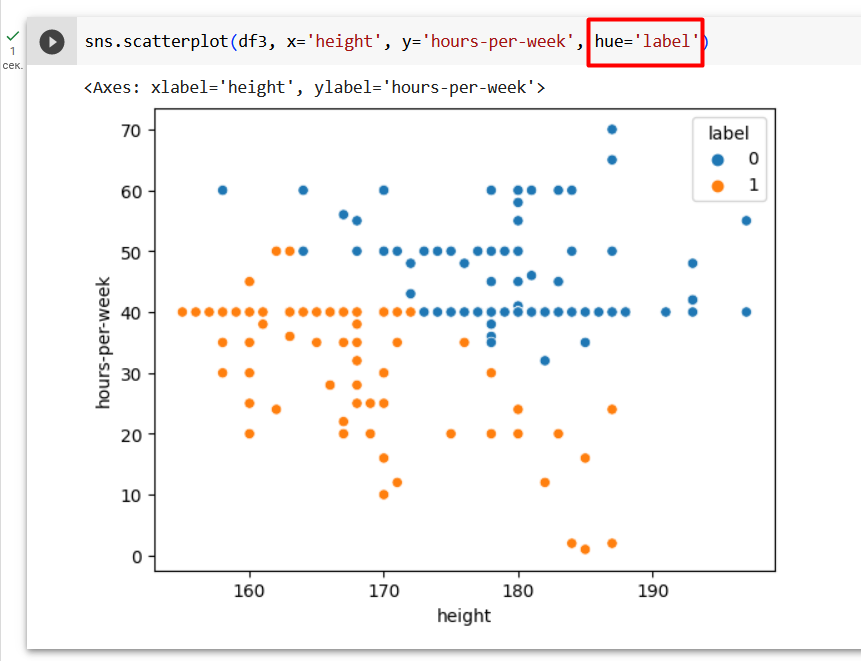 sns.scatterplot(df3, x='height', y='hours-per-week', hue='label')
1
сек.
<Axes: xlabel='height', ylabel='hours-per-week'>
label
0
1
70
60
50
40
30
20
10
0
hours-per-week
160 170 180 190
height